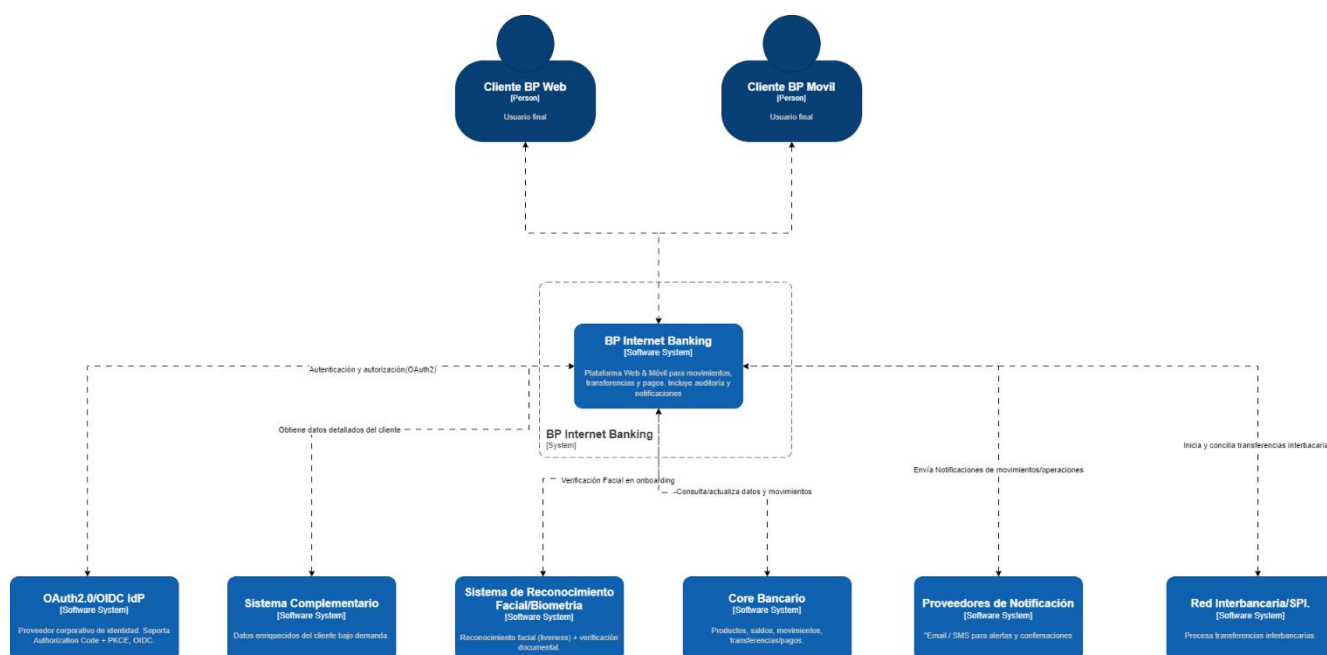 Cliente BP Web
[Person]
Usuario final
Cliente BP Movil
[Person]
Usuario final
BP Internet Banking
[Software System]
Plataforma Web & Móvil para movimientos,
transferencias y pagos. Incluye auditoría y
notificaciones
BP Internet Banking
[System]
Autenticación y autorización(OAuth2)
Obtiene datos detallados del cliente
Verificación Facial en onboarding
Consulta/actualiza datos y movimientos
Envía Notificaciones de movimientos/operaciones
Inicia y concilia transferencias interbacaria
OAuth2.0/OIDC IdP
[Software System]
Proveedor corporativo de identidad. Soporta
Authorization Code + PKCE, OIDC.
Sistema Complementario
[Software System]
Datos enriquecidos del cliente bajo demanda.
Sistema de Reconocimiento
Facial/Biometria
[Software System]
Reconocimiento facial (liveness) + verificación
documental.
Core Bancario
[Software System]
Productos, saldos, movimientos,
transferencias/pagos.
Proveedores de Notificación
[Software System]
"Email / SMS para alertas y confirmaciones
Red Interbancaria/SPI.
[Software System]
Procesa transferencias interbancarias.